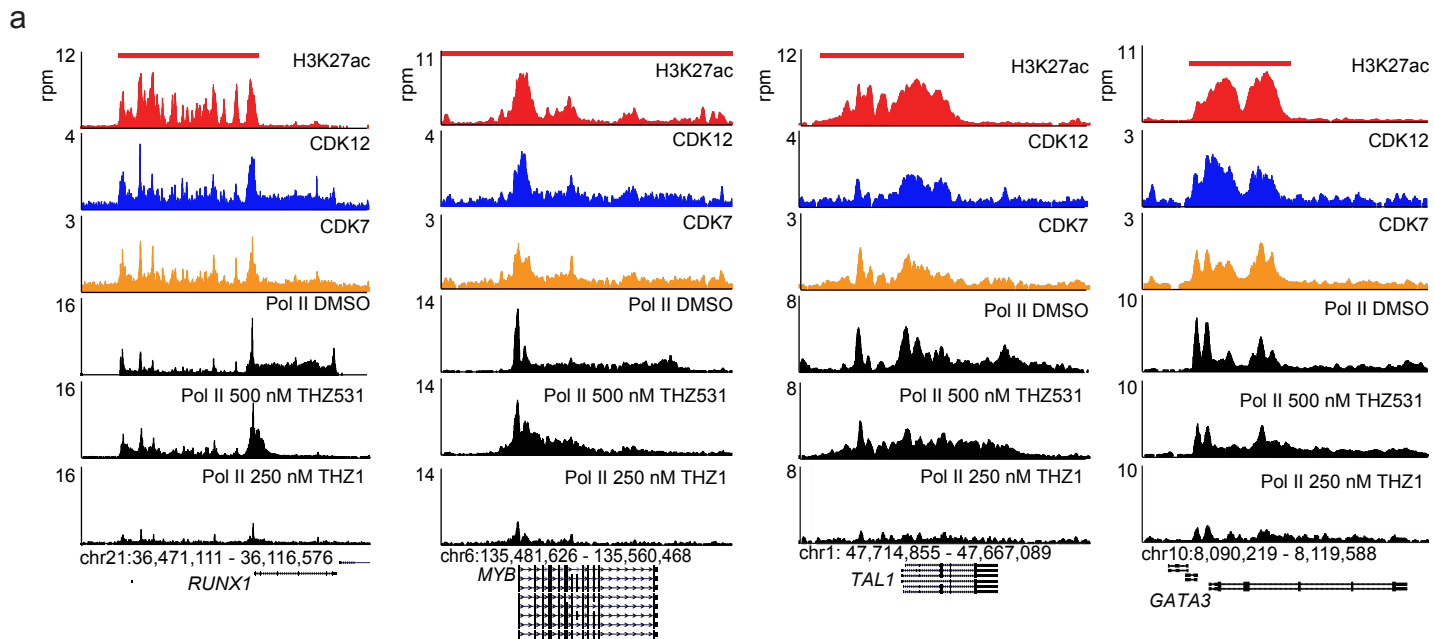 a
12
rpm
H3K27ac
4
CDK12
3
CDK7
16
Pol II DMSO
16
Pol II 500 nM THZ531
16
Pol II 250 nM THZ1
chr21:36,471,111 - 36,116,576
RUNX1
11
rpm
H3K27ac
4
CDK12
3
CDK7
14
Pol II DMSO
14
Pol II 500 nM THZ531
14
Pol II 250 nM THZ1
chr6:135,481,626 - 135,560,468
MYB
12
rpm
H3K27ac
4
CDK12
3
CDK7
8
Pol II DMSO
8
Pol II 500 nM THZ531
8
Pol II 250 nM THZ1
chr1: 47,714,855 - 47,667,089
TAL1
11
rpm
H3K27ac
3
CDK12
3
CDK7
10
Pol II DMSO
10
Pol II 500 nM THZ531
10
Pol II 250 nM THZ1
chr10:8,090,219 - 8,119,588
GATA3